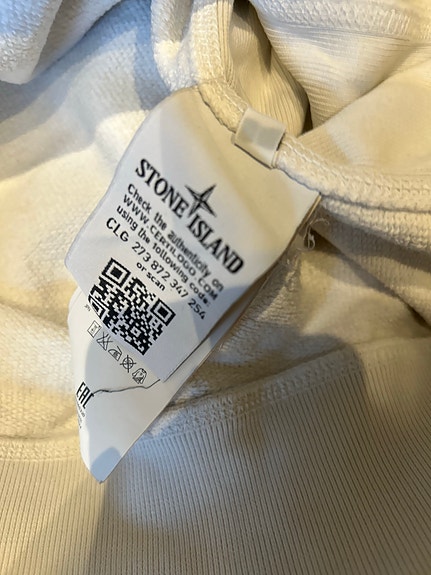 STONE ISLAND
Check the authenticity on
WWW.CERTILOGO.COM
using the following code
CLG 273 872 347 254
or scan
EAC